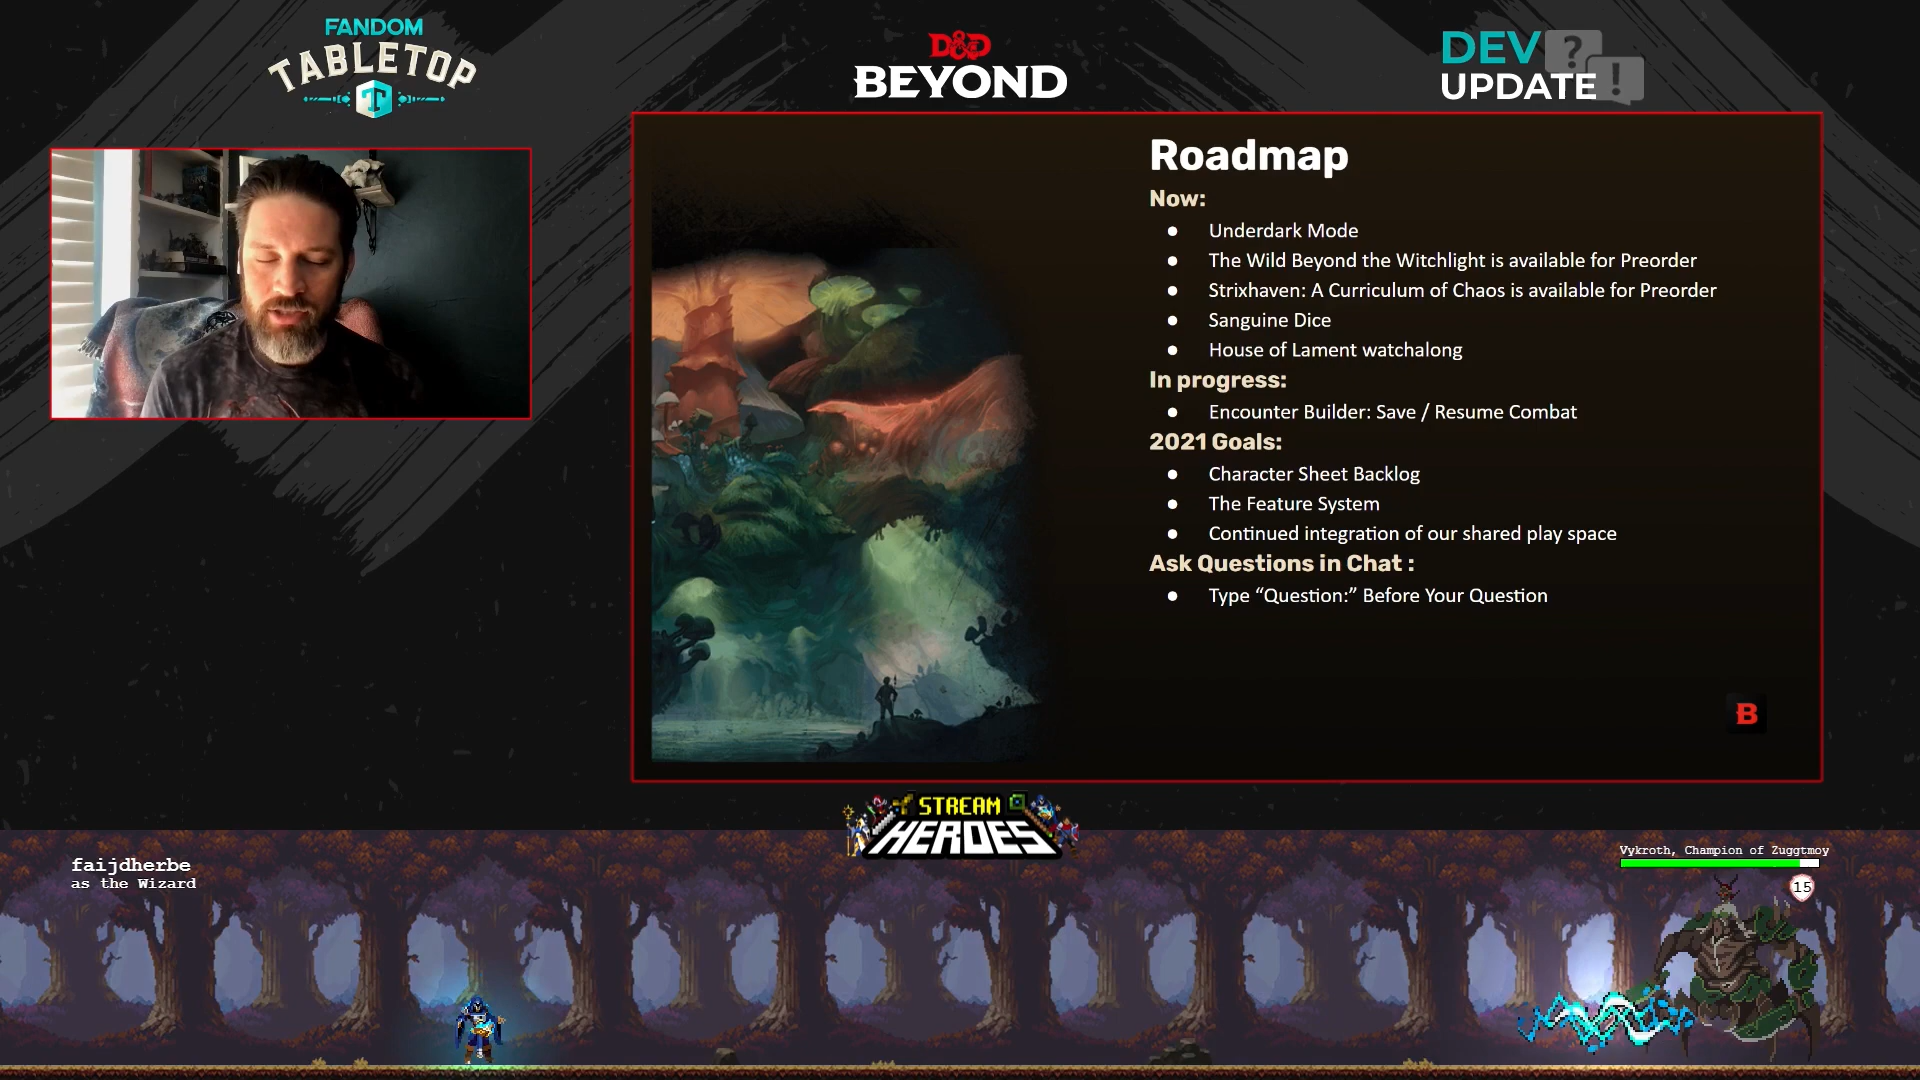 FANDOM
TABLETOP
T
D&D
BEYOND
DEV ?
UPDATE !
Roadmap
Now:
● Underdark Mode
● The Wild Beyond the Witchlight is available for Preorder
● Strixhaven: A Curriculum of Chaos is available for Preorder
● Sanguine Dice
● House of Lament watchalong
In progress:
● Encounter Builder: Save / Resume Combat
2021 Goals:
● Character Sheet Backlog
● The Feature System
● Continued integration of our shared play space
Ask Questions in Chat :
● Type “Question:” Before Your Question
B
STREAM
HEROES
faijdherbe
as the Wizard
Vykroth, Champion of Zuggtmoy
15